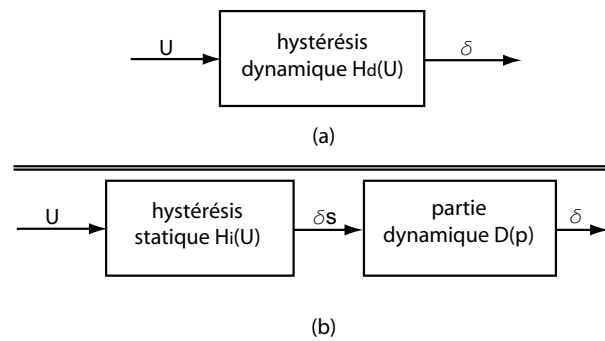 U
hystérésis
dynamique Hd(U)
δ
(a)
U
hystérésis
statique Hi(U)
δs
partie
dynamique D(p)
δ
(b)